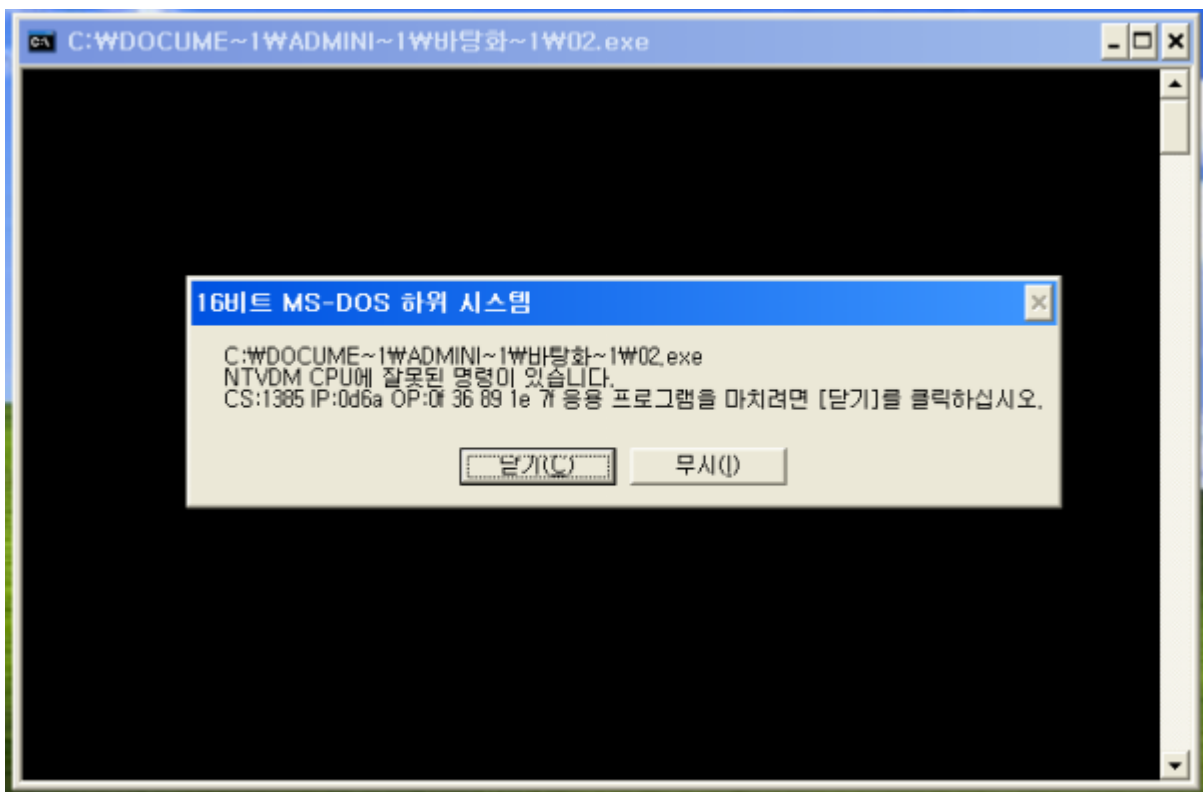 C:₩DOCUME~1₩ADMINI~1₩바탕화~1₩02.exe
16비트 MS-DOS 하위 시스템
C:₩DOCUME~1₩ADMINI~1₩바탕화~1₩02.exe
NTVDM CPU에 잘못된 명령이 있습니다.
CS:1385 IP:0d6a OP:0f 36 89 1e 7f 응용 프로그램을 마치려면 [닫기]를 클릭하십시오.
닫기(C) 무시(I)